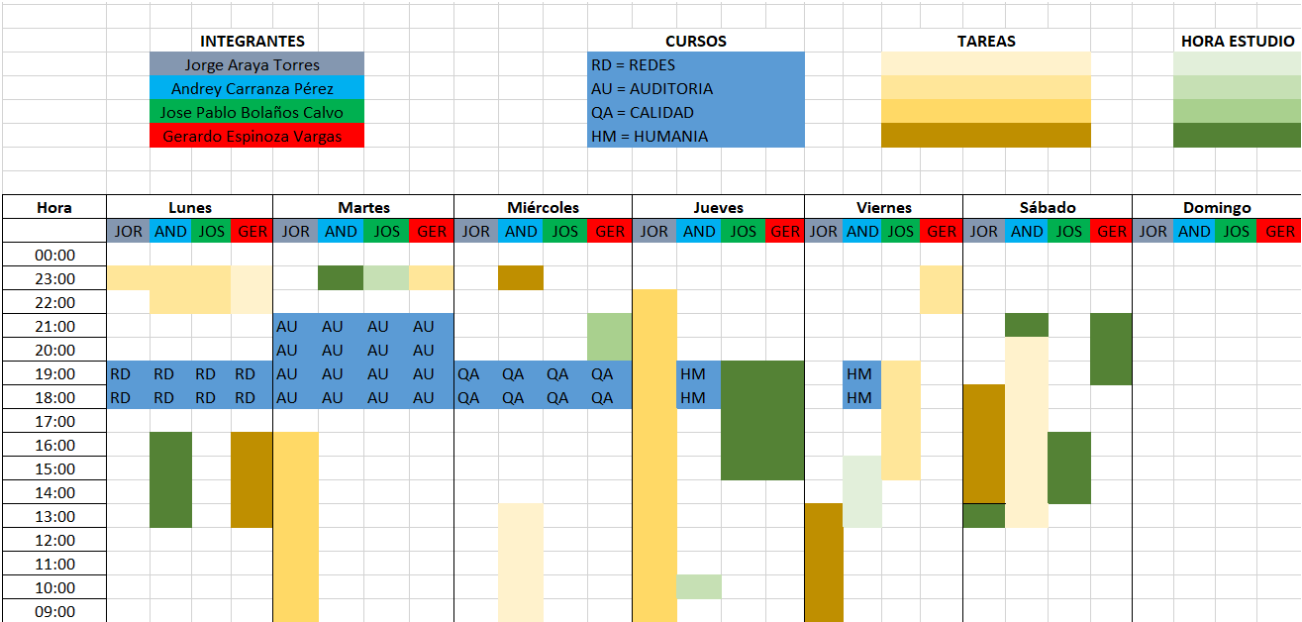 INTEGRANTES CURSOS TAREAS HORA ESTUDIO
Jorge Araya Torres RD = REDES
Andrey Carranza Pérez AU = AUDITORIA
Jose Pablo Bolaños Calvo QA = CALIDAD
Gerardo Espinoza Vargas HM = HUMANIA
Hora Lunes Martes Miércoles Jueves Viernes Sábado Domingo
JOR AND JOS GER JOR AND JOS GER JOR AND JOS GER JOR AND JOS GER JOR AND JOS GER JOR AND JOS GER JOR AND JOS GER
00:00
23:00
22:00
21:00 AU AU AU AU
20:00 AU AU AU AU
19:00 RD RD RD RD AU AU AU AU QA QA QA QA HM HM
18:00 RD RD RD RD AU AU AU AU QA QA QA QA HM HM
17:00
16:00
15:00
14:00
13:00
12:00
11:00
10:00
09:00